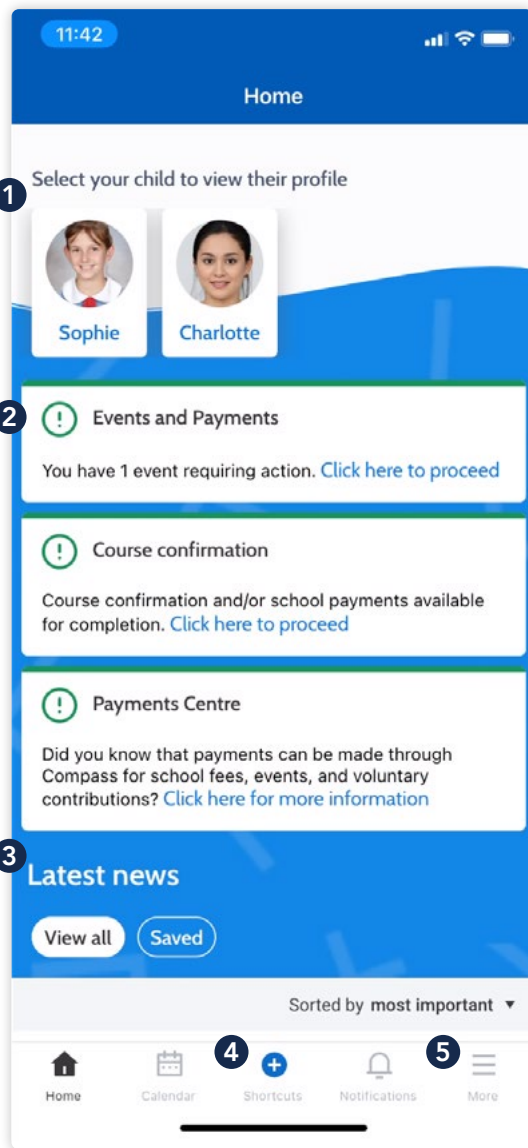 11:42
Home
1
Select your child to view their profile
Sophie
Charlotte
2
Events and Payments
You have 1 event requiring action. Click here to proceed
Course confirmation
Course confirmation and/or school payments available
for completion. Click here to proceed
Payments Centre
Did you know that payments can be made through
Compass for school fees, events, and voluntary
contributions? Click here for more information
3
Latest news
View all
Saved
Sorted by most important
4
5
Home
Calendar
Shortcuts
Notifications
More